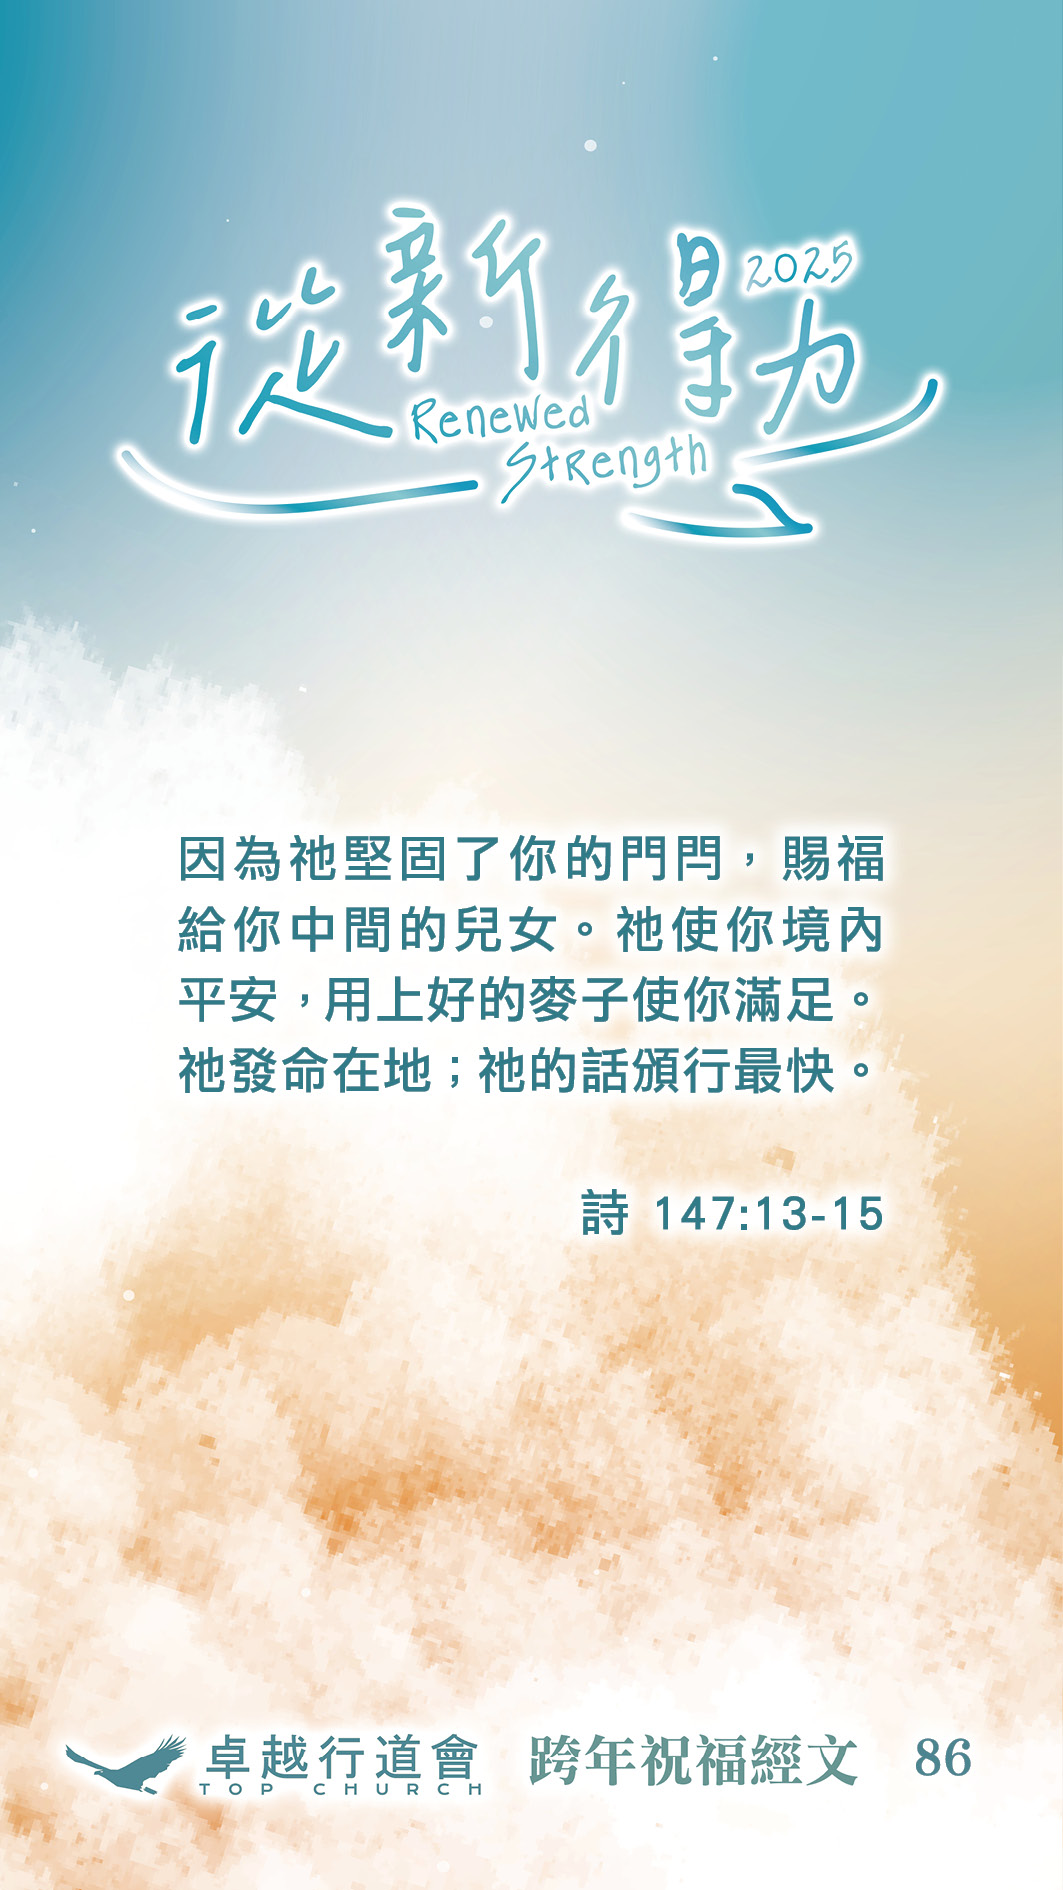 從新得力 2025
Renewed
Strength
因為祂堅固了你的門閂，賜福
給你中間的兒女。祂使你境內
平安，用上好的麥子使你滿足。
祂發命在地；祂的話頒行最快。
詩 147:13-15
卓越行道會 跨年祝福經文 86
TOP CHURCH